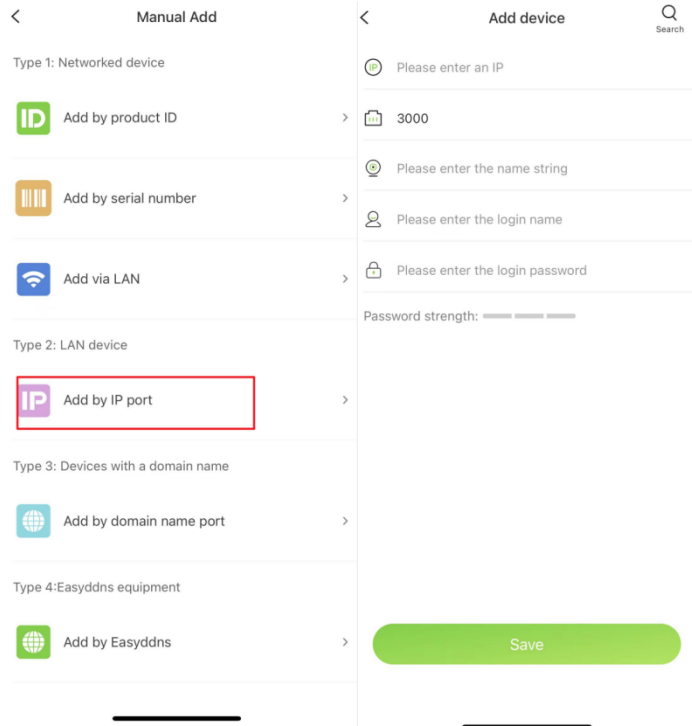 Manual Add
Type 1: Networked device
ID
Add by product ID
Add by serial number
Add via LAN
Type 2: LAN device
IP
Add by IP port
Type 3: Devices with a domain name
Add by domain name port
Type 4:Easyddns equipment
Add by Easyddns
Add device
Search
IP
Please enter an IP
3000
Please enter the name string
Please enter the login name
Please enter the login password
Password strength:
Save